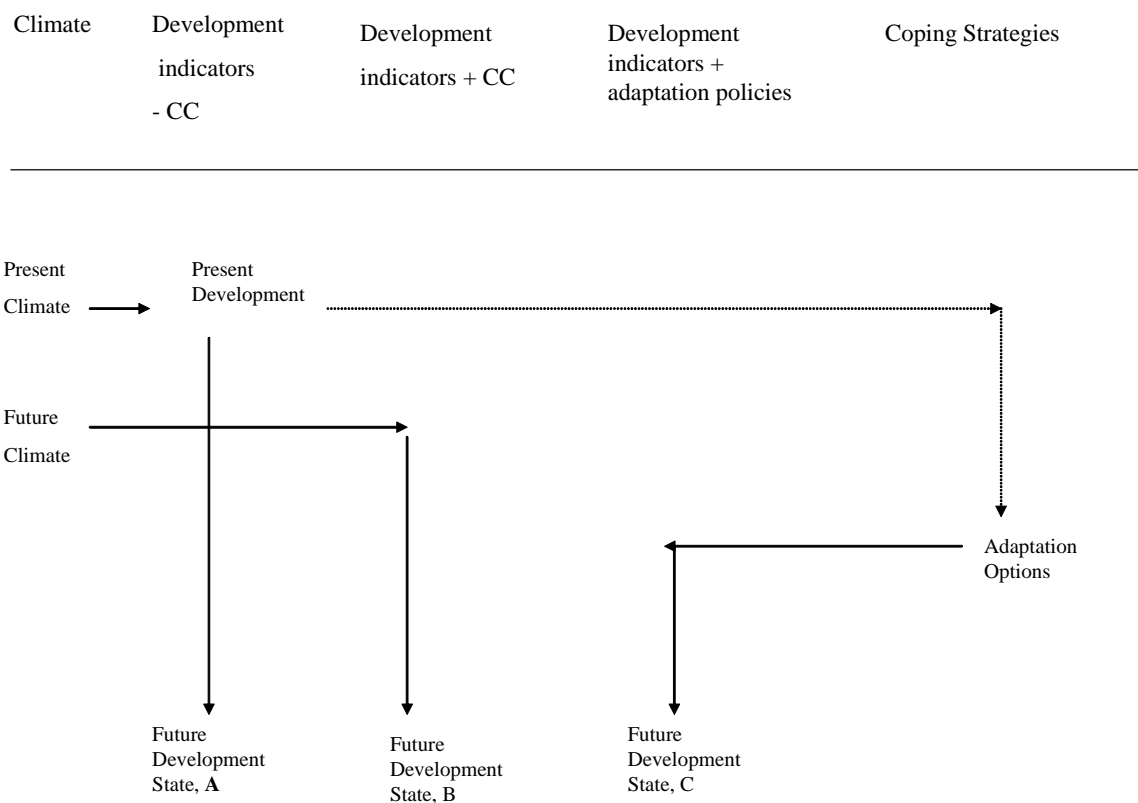 Climate
Development
indicators
- CC
Development
indicators + CC
Development
indicators +
adaptation policies
Coping Strategies
Present
Climate
Present
Development
Future
Climate
Adaptation
Options
Future
Development
State, A
Future
Development
State, B
Future
Development
State, C